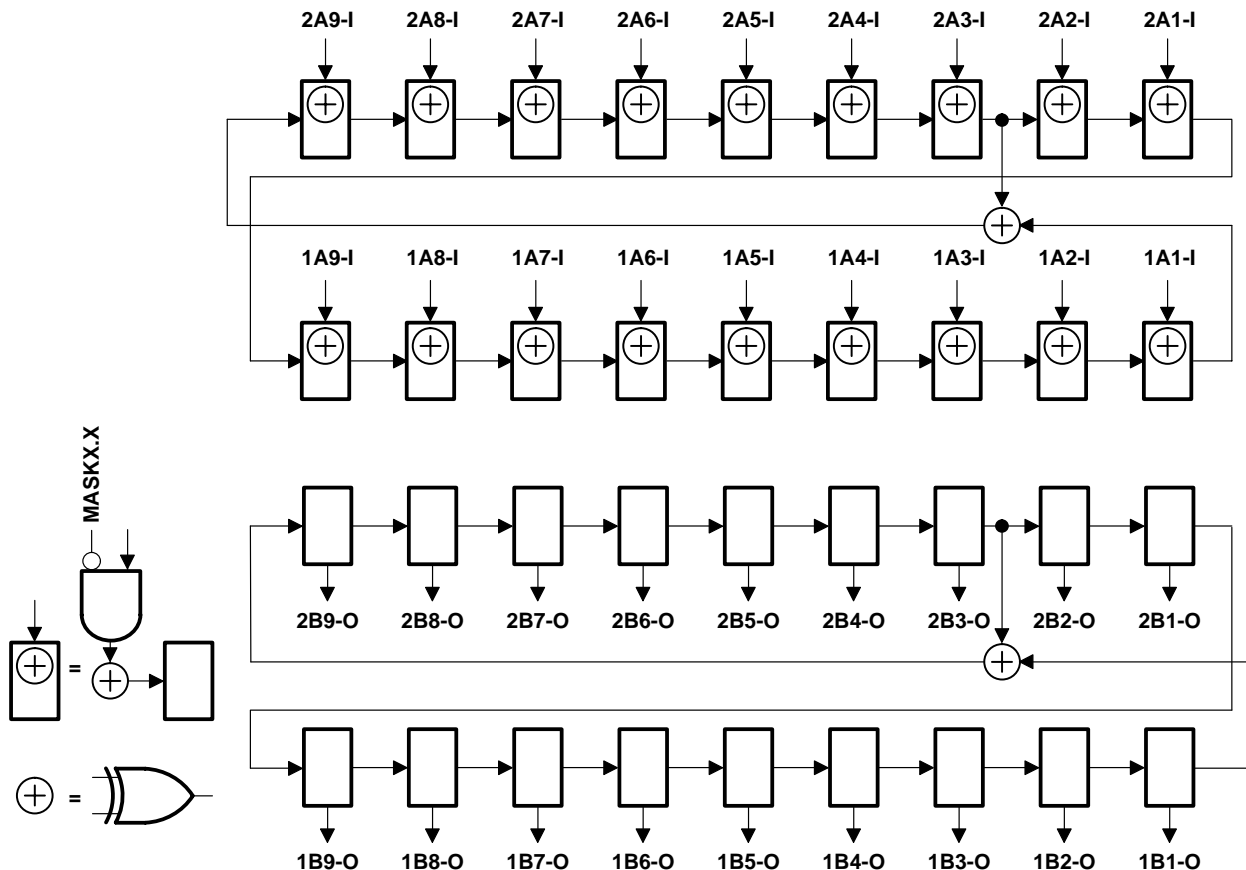 2A9-I 2A8-I 2A7-I 2A6-I 2A5-I 2A4-I 2A3-I 2A2-I 2A1-I
1A9-I 1A8-I 1A7-I 1A6-I 1A5-I 1A4-I 1A3-I 1A2-I 1A1-I
MASKX.X
2B9-O 2B8-O 2B7-O 2B6-O 2B5-O 2B4-O 2B3-O 2B2-O 2B1-O
=
=
1B9-O 1B8-O 1B7-O 1B6-O 1B5-O 1B4-O 1B3-O 1B2-O 1B1-O